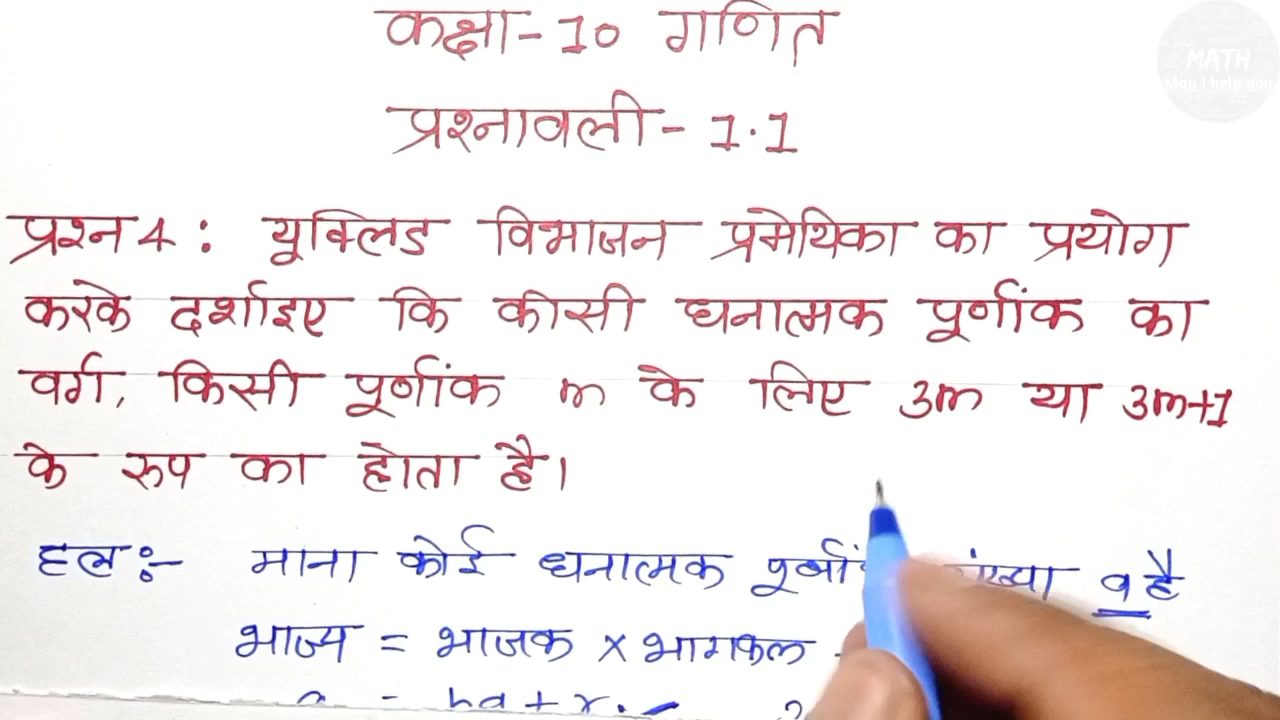 कक्षा-10 गणित
MATH
May I help you
प्रश्नावली-1.1
प्रश्न 4 : यूक्लिड विभाजन प्रमेयिका का प्रयोग
करके दर्शाइए कि कीसी धनात्मक पूर्णांक का
वर्ग, किसी पूर्णांक m के लिए 3m या 3m+1
के रुप का होता है।
हल :- माना कोई धनात्मक है
भाज्य = भाजक × भागफल